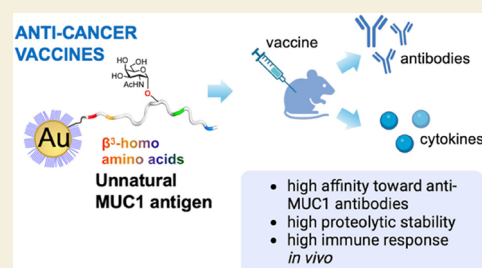 ANTI-CANCER
VACCINES
HO OH
HO
AcHN
O
O
Au
β³-homo
amino acids
Unnatural
MUC1 antigen
vaccine
antibodies
cytokines
• high affinity toward anti-
MUC1 antibodies
• high proteolytic stability
• high immune response
in vivo